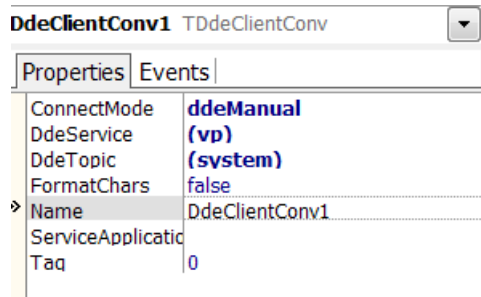 DdeClientConv1 TDdeClientConv
Properties Events
ConnectMode ddeManual
DdeService (vp)
DdeTopic (system)
FormatChars false
Name DdeClientConv1
ServiceApplicatic
Tag 0